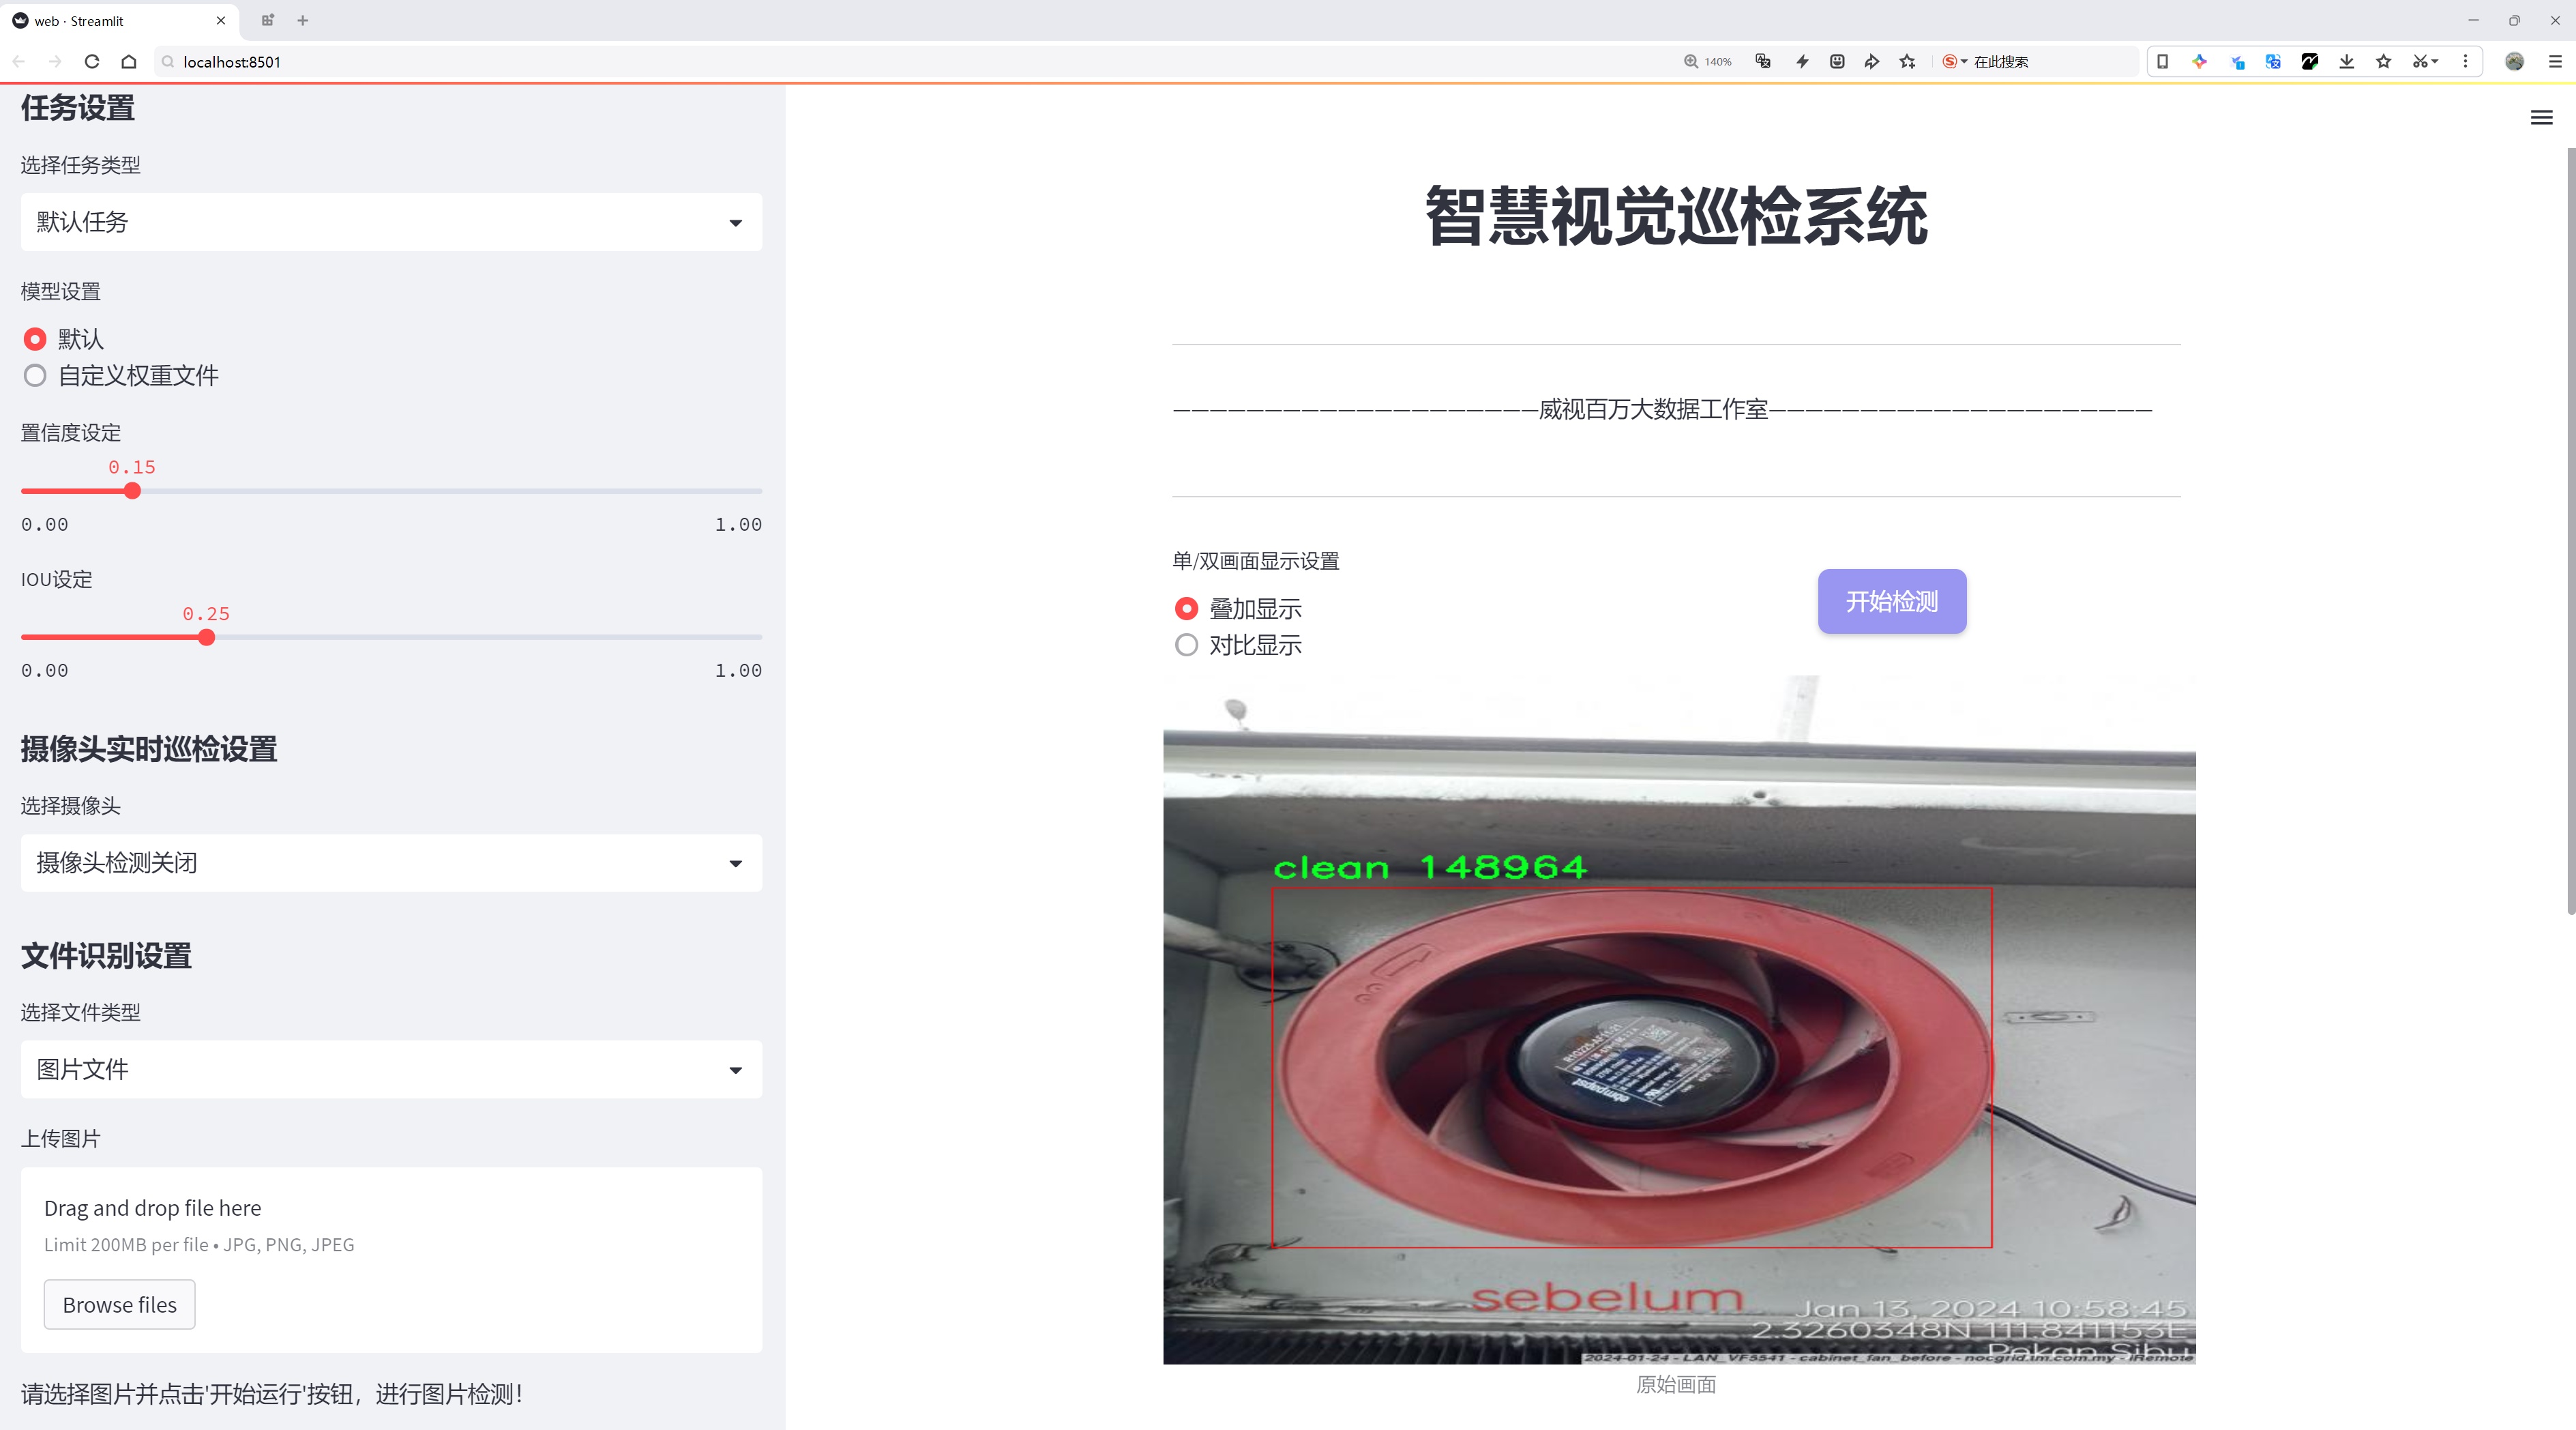 web · Streamlit
localhost:8501
140%
在此搜索
任务设置
选择任务类型
默认任务
模型设置
默认
自定义权重文件
置信度设定
0.15
0.00 1.00
IOU设定
0.25
0.00 1.00
摄像头实时巡检设置
选择摄像头
摄像头检测关闭
文件识别设置
选择文件类型
图片文件
上传图片
Drag and drop file here
Limit 200MB per file • JPG, PNG, JPEG
Browse files
请选择图片并点击'开始运行'按钮，进行图片检测！
智慧视觉巡检系统
————————————————————威视百万大数据工作室—————————————————————
单/双画面显示设置
叠加显示
对比显示
开始检测
clean 148964
ebmpapst
sebelum
Jan 13, 2024 10:58:45
2.3260348N 111.841153E
Pekan Sibu
2024-01-24 - LAN_VF5541 - cabinet_fan_before - nocgrid.tm.com.my - iRemote
原始画面